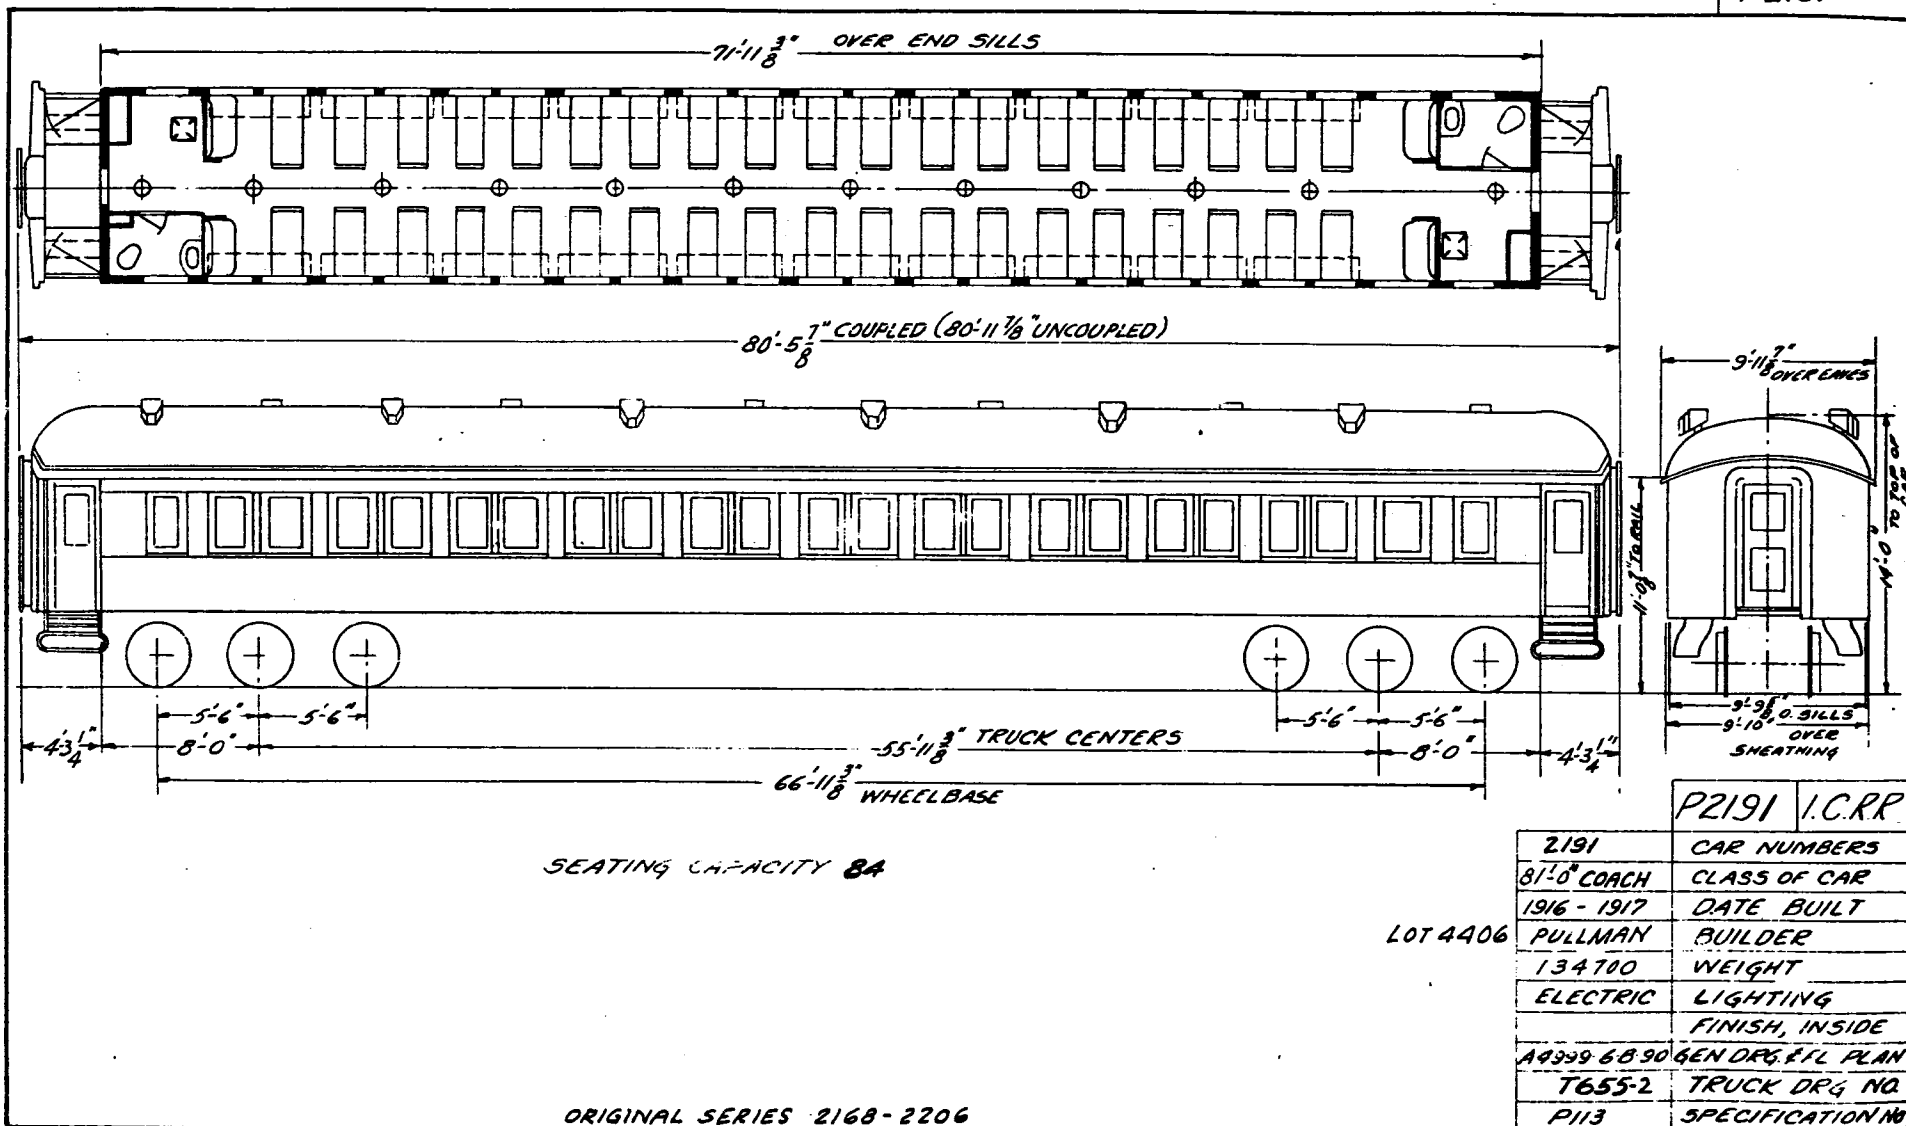 71'-11 3/8" OVER END SILLS
80'-5 7/8" COUPLED (80'-11 7/8" UNCOUPLED)
9'-11 7/8"
OVER EAVES
TO TOP OF
14'-0"
11'-0 7/8" TO RAIL
5'-6" 5'-6" 5'-6" 5'-6"
4'-3 1/4" 8'-0" 55'-11 3/8" TRUCK CENTERS 8'-0" 4'-3 1/4"
66'-11 3/8"
WHEELBASE
O. SILLS
9'-10" OVER
SHEATHING
SEATING CAPACITY 84
P2191 I.C.R.R
2191 CAR NUMBERS
81'-0" COACH CLASS OF CAR
1916 - 1917 DATE BUILT
LOT 4406 PULLMAN BUILDER
134700 WEIGHT
ELECTRIC LIGHTING
FINISH, INSIDE
A4999-6-B-90 GEN DRG. & FL PLAN
T655-2 TRUCK DRG NO.
P113 SPECIFICATION NO
ORIGINAL SERIES 2168-2206